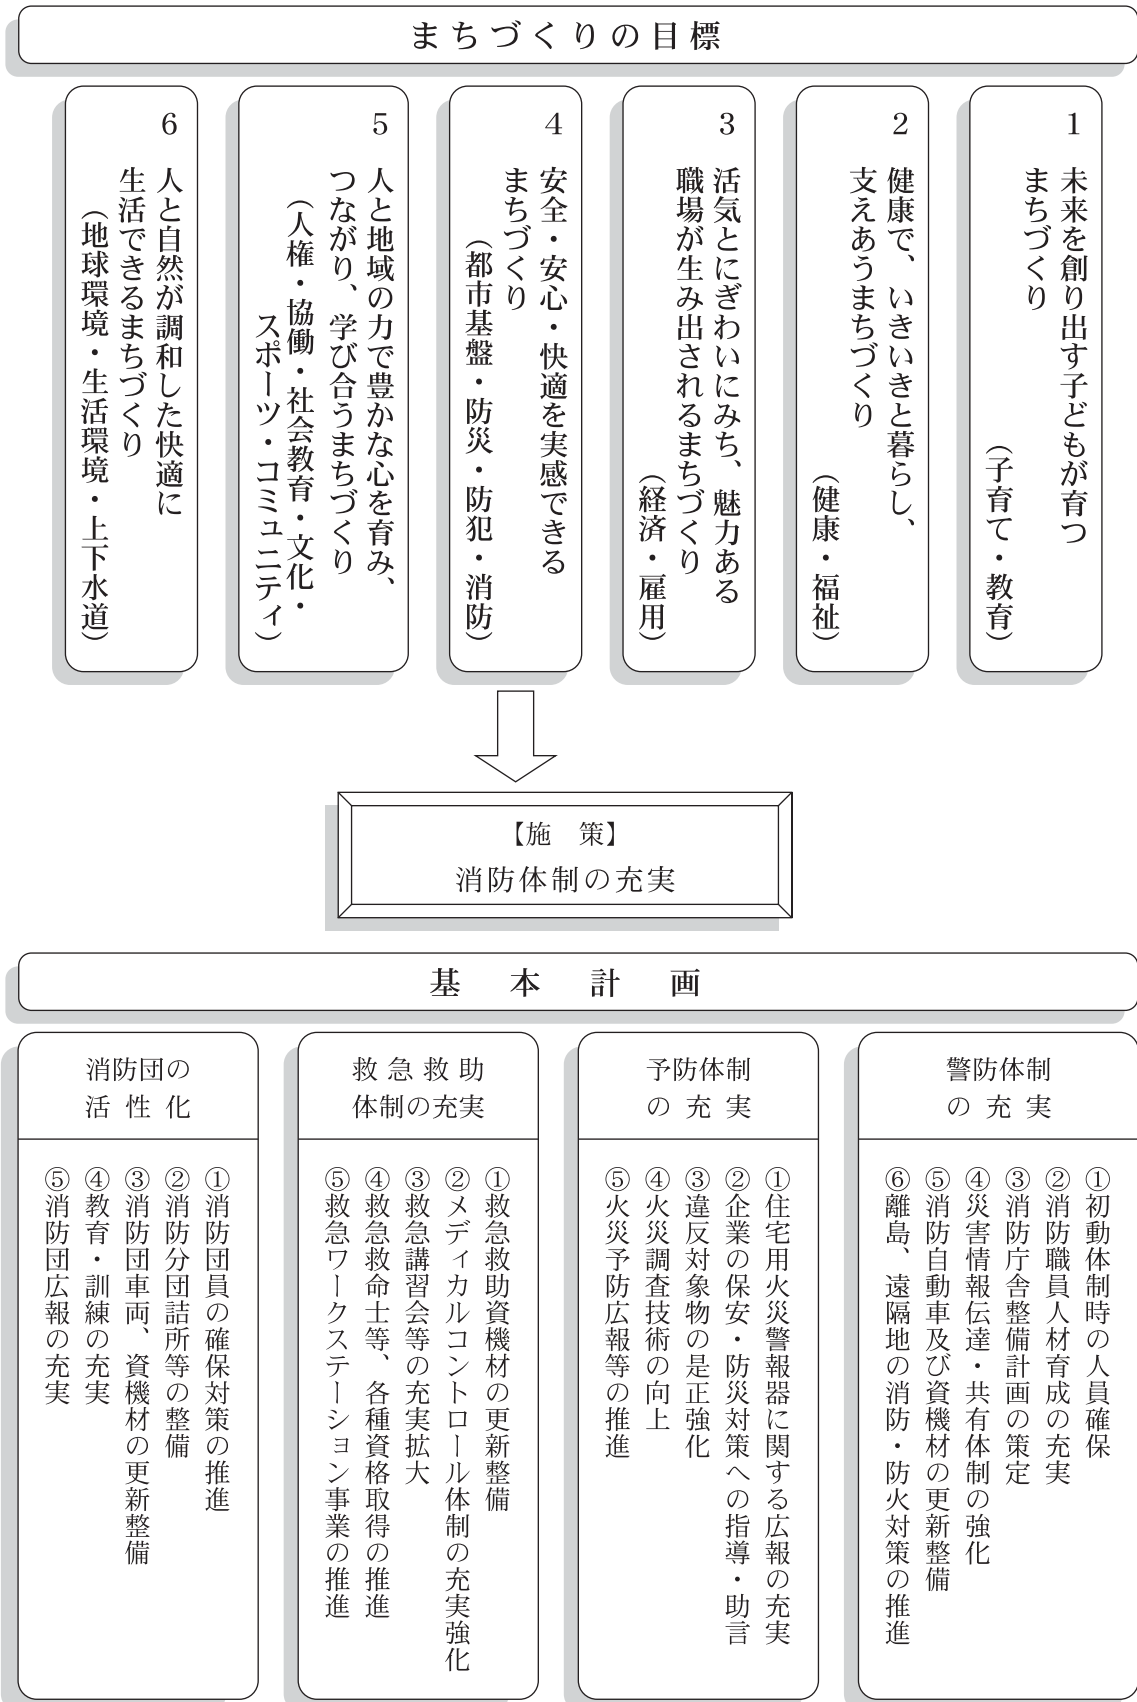 まちづくりの目標
1
未来を創り出す子どもが育つ
まちづくり
（子育て・教育）
2
健康で、いきいきと暮らし、
支えあうまちづくり
（健康・福祉）
3
活気とにぎわいにみち、魅力ある
職場が生み出されるまちづくり
（経済・雇用）
4
安全・安心・快適を実感できる
まちづくり
（都市基盤・防災・防犯・消防）
5
人と地域の力で豊かな心を育み、
つながり、学び合うまちづくり
（人権・協働・社会教育・文化・
スポーツ・コミュニティ）
6
人と自然が調和した快適に
生活できるまちづくり
（地球環境・生活環境・上下水道）
【施　策】
消防体制の充実
基　本　計　画
警防体制
の 充 実
①初動体制時の人員確保
②消防職員人材育成の充実
③消防庁舎整備計画の策定
④災害情報伝達・共有体制の強化
⑤消防自動車及び資機材の更新整備
⑥離島、遠隔地の消防・防火対策の推進
予防体制
の 充 実
①住宅用火災警報器に関する広報の充実
②企業の保安・防災対策への指導・助言
③違反対象物の是正強化
④火災調査技術の向上
⑤火災予防広報等の推進
救 急 救 助
体制の充実
①救急救助資機材の更新整備
②メディカルコントロール体制の充実強化
③救急講習会等の充実拡大
④救急救命士等、各種資格取得の推進
⑤救急ワークステーション事業の推進
消防団の
活 性 化
①消防団員の確保対策の推進
②消防分団詰所等の整備
③消防団車両、資機材の更新整備
④教育・訓練の充実
⑤消防団広報の充実